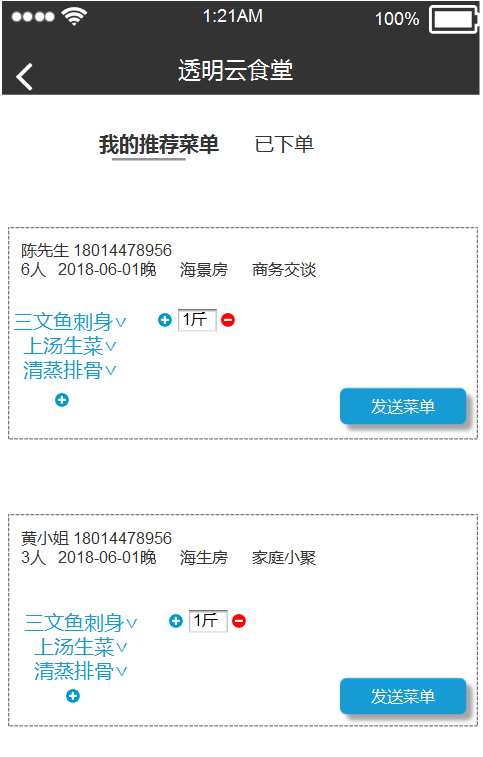 1:21AM 100%
透明云食堂
我的推荐菜单 已下单
陈先生 18014478956
6人 2018-06-01晚 海景房 商务交谈
三文鱼刺身 1斤
上汤生菜
清蒸排骨
发送菜单
黄小姐 18014478956
3人 2018-06-01晚 海生房 家庭小聚
三文鱼刺身 1斤
上汤生菜
清蒸排骨
发送菜单